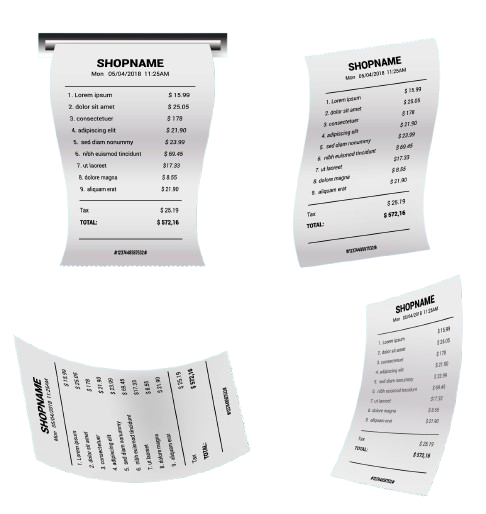 SHOPNAME
Mon 05/04/2018 11:25AM
1. Lorem ipsum $ 15.99
2. dolor sit amet $ 25.05
3. consectetuer $ 178
4. adipiscing elit $ 21.90
5. sed diam nonummy $ 23.99
6. nibh euismod tincidunt $ 69.45
7. ut laoreet $17.33
8. dolore magna $ 8.55
9. aliquam erat $ 21.90
Tax $ 25.19
TOTAL: $ 572,16
SHOPNAME
Mon 05/04/2018 11:25AM
1. Lorem ipsum $ 15.99
2. dolor sit amet $ 25.05
3. consectetuer $ 178
4. adipiscing elit $ 21.90
5. sed diam nonummy $ 23.99
6. nibh euismod tincidunt $ 69.45
7. ut laoreet $17.33
8. dolore magna $ 8.55
9. aliquam erat $ 21.90
Tax $ 25.19
TOTAL: $ 572,16
SHOPNAME
Mon 05/04/2018 11:25AM
1. Lorem ipsum $ 15.99
2. dolor sit amet $ 25.05
3. consectetuer $ 178
4. adipiscing elit $ 21.90
5. sed diam nonummy $ 23.99
6. nibh euismod tincidunt $ 69.45
7. ut laoreet $17.33
8. dolore magna $ 8.55
9. aliquam erat $ 21.90
Tax $ 25.19
TOTAL: $ 572,16
SHOPNAME
Mon 05/04/2018 11:25AM
1. Lorem ipsum $ 15.99
2. dolor sit amet $ 25.05
3. consectetuer $ 178
4. adipiscing elit $ 21.90
5. sed diam nonummy $ 23.99
6. nibh euismod tincidunt $ 69.45
7. ut laoreet $17.33
8. dolore magna $ 8.55
9. aliquam erat $ 21.90
Tax $ 25.19
TOTAL: $ 572,16